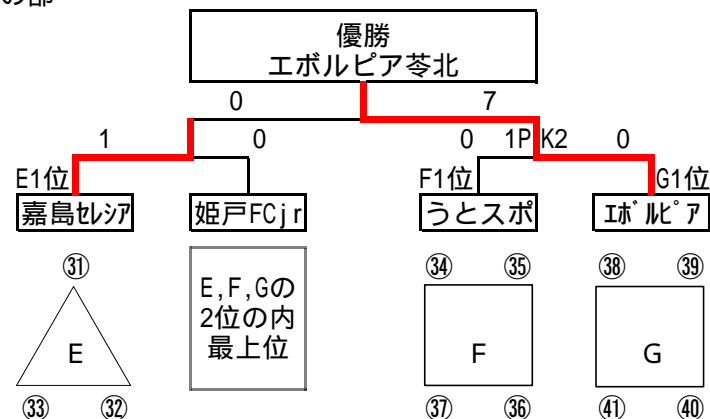 の部
優勝
エボルピア苓北
0 7
1 0 0 1PK2 0
E1位 F1位 G1位
嘉島ｾﾚｼｱ 姫戸FCjr うとスポ ｴﾎﾞﾙﾋﾟｱ
㉛ ㉞ ㉟ ㊳ ㊴
E,F,Gの
2位の内
最上位
E F G
㉝ ㉜ ㊲ ㊱ ㊶ ㊵